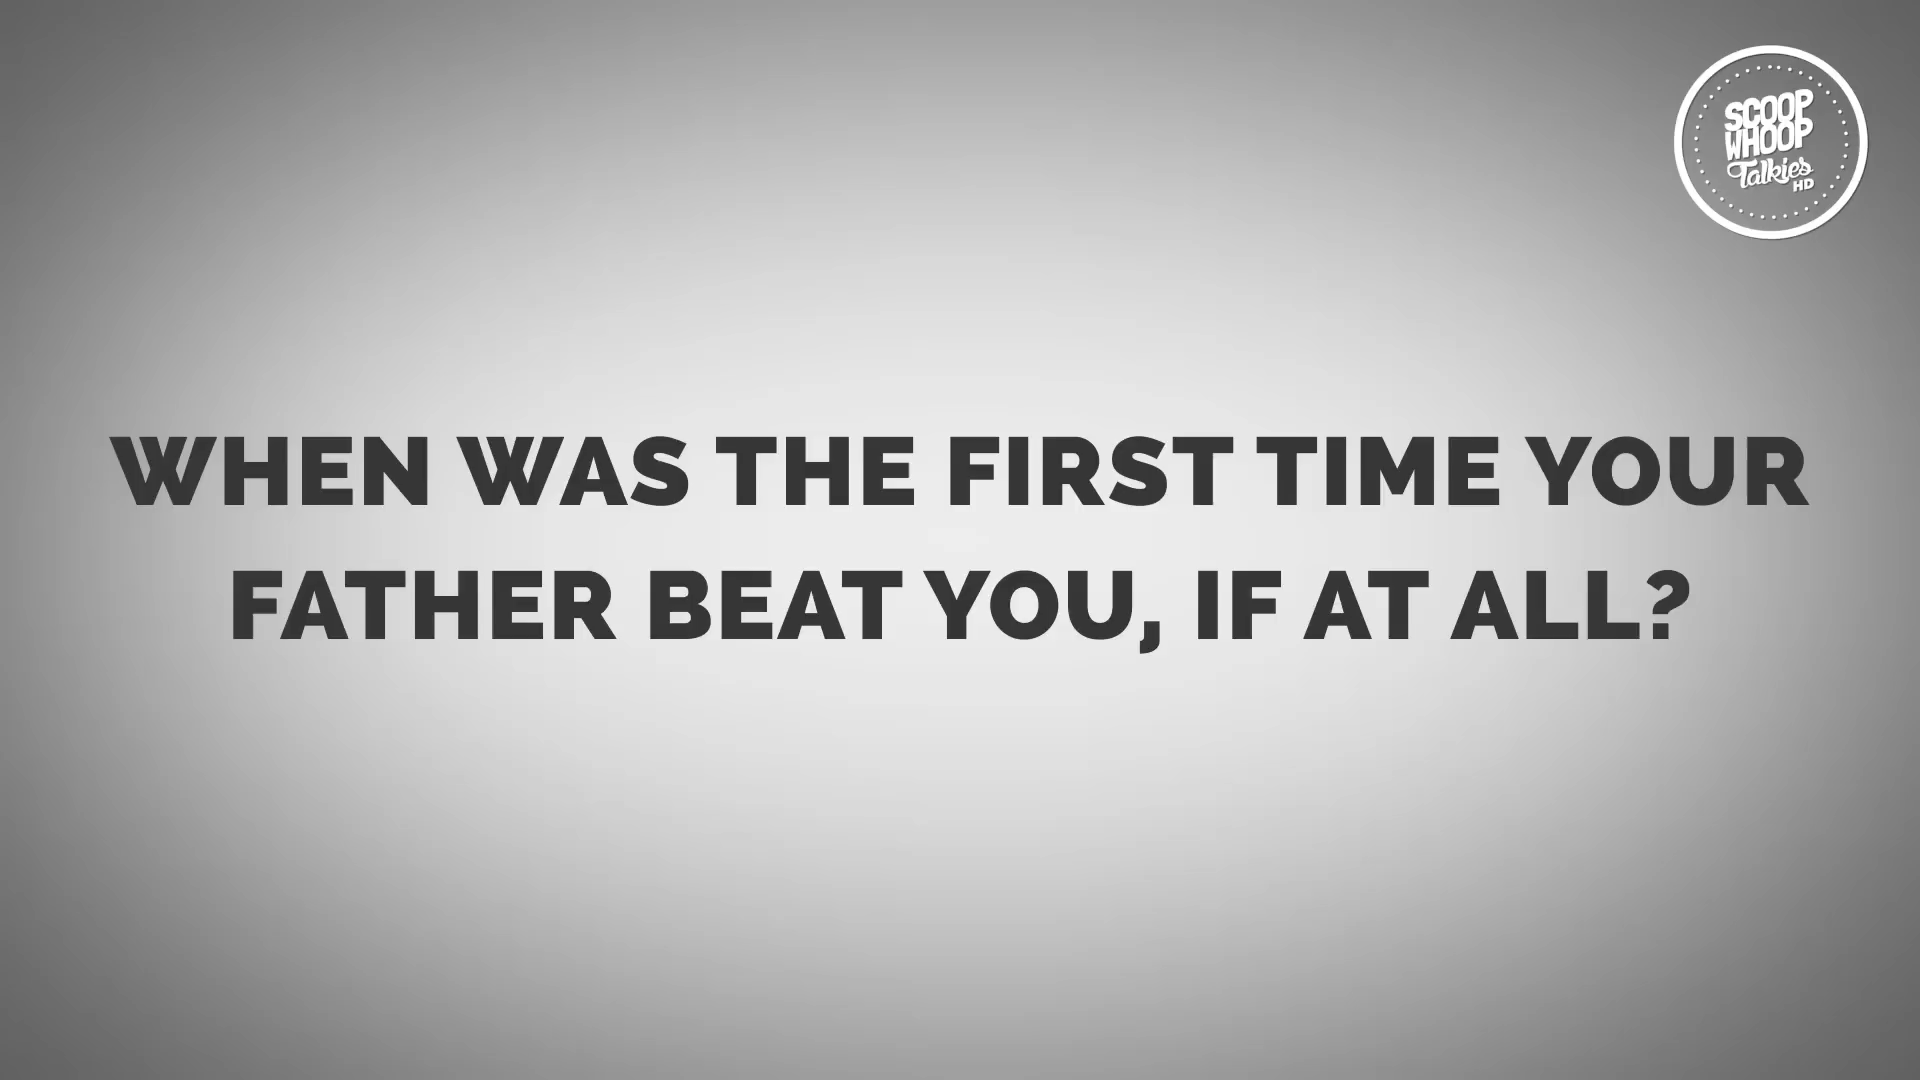 SCOOP
WHOOP
Talkies
HD
WHEN WAS THE FIRST TIME YOUR
FATHER BEAT YOU, IF AT ALL?